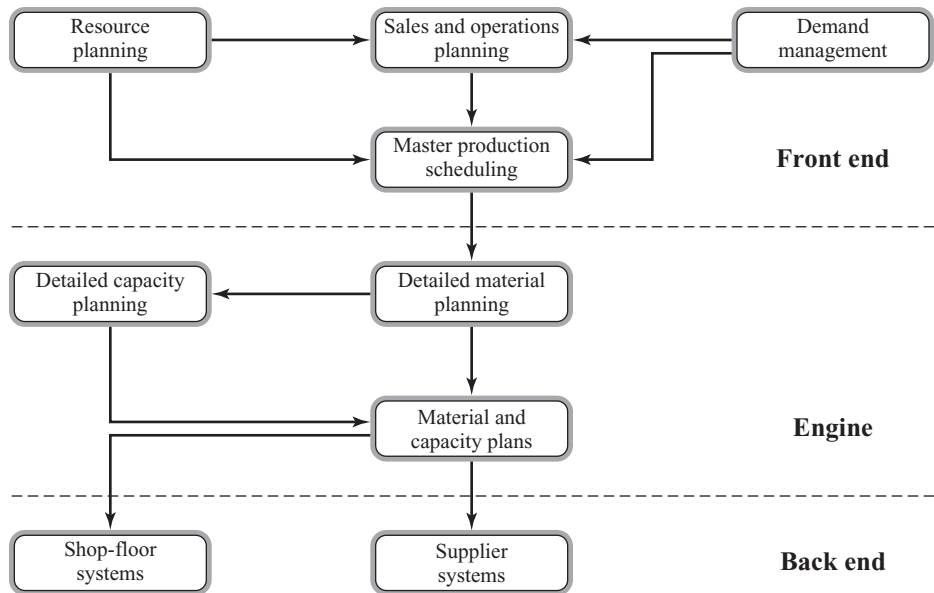 Resource
planning
Sales and operations
planning
Demand
management
Master production
scheduling
Front end
Detailed capacity
planning
Detailed material
planning
Material and
capacity plans
Engine
Shop-floor
systems
Supplier
systems
Back end